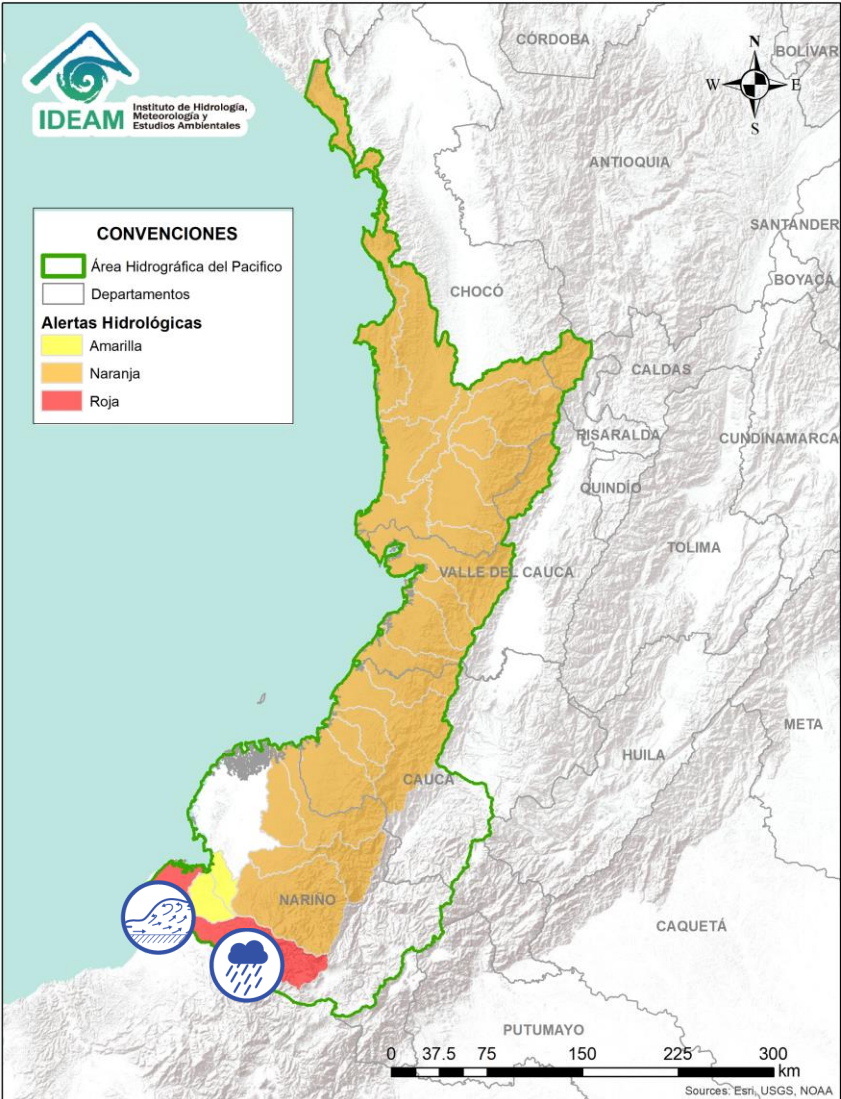 IDEAM
Instituto de Hidrología,
Meteorología y
Estudios Ambientales
N
W
E
S
CÓRDOBA
BOLÍVAR
ANTIOQUIA
SANTANDER
BOYACÁ
CHOCÓ
CALDAS
RISARALDA
CUNDINAMARCA
QUINDÍO
TOLIMA
VALLE DEL CAUCA
META
HUILA
CAUCA
NARIÑO
CAQUETÁ
PUTUMAYO
CONVENCIONES
Área Hidrográfica del Pacifico
Departamentos
Alertas Hidrológicas
Amarilla
Naranja
Roja
0 37.5 75 150 225 300
km
Sources: Esri, USGS, NOAA